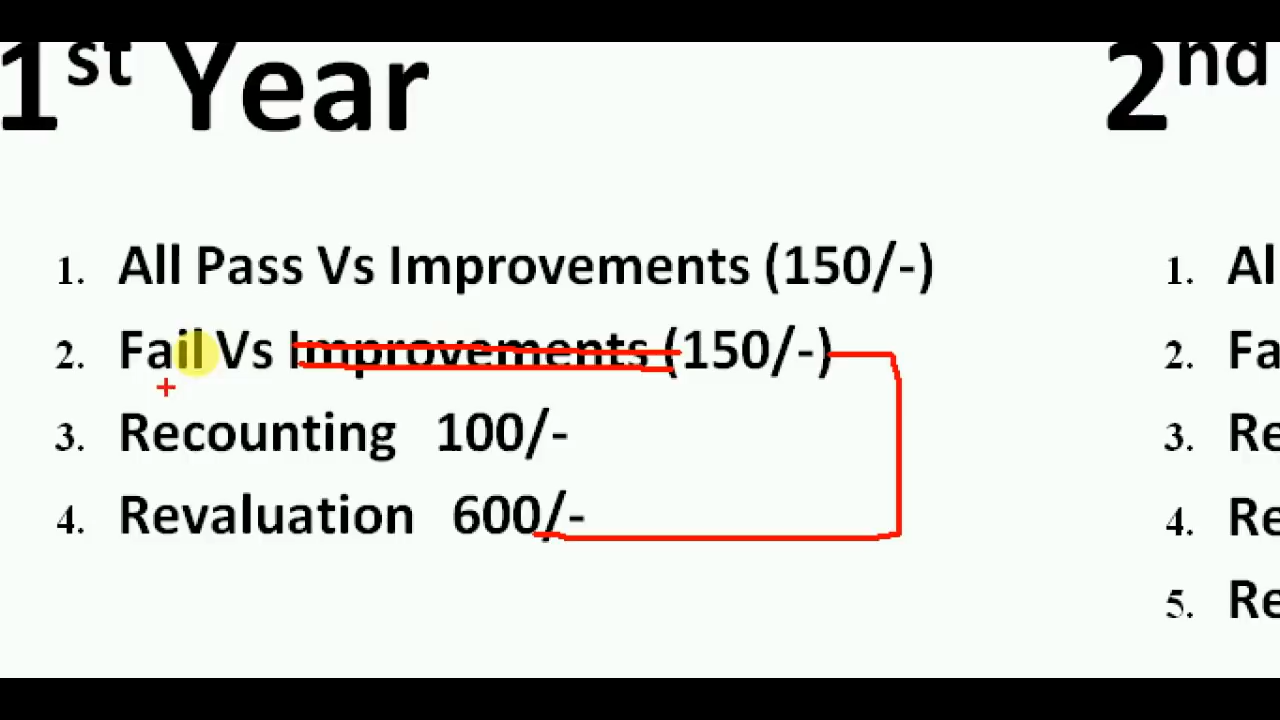 1st Year
1. All Pass Vs Improvements (150/-)
2. Fail Vs Improvements (150/-)
3. Recounting 100/-
4. Revaluation 600/-
2nd
1. Al
2. Fa
3. Re
4. Re
5. Re